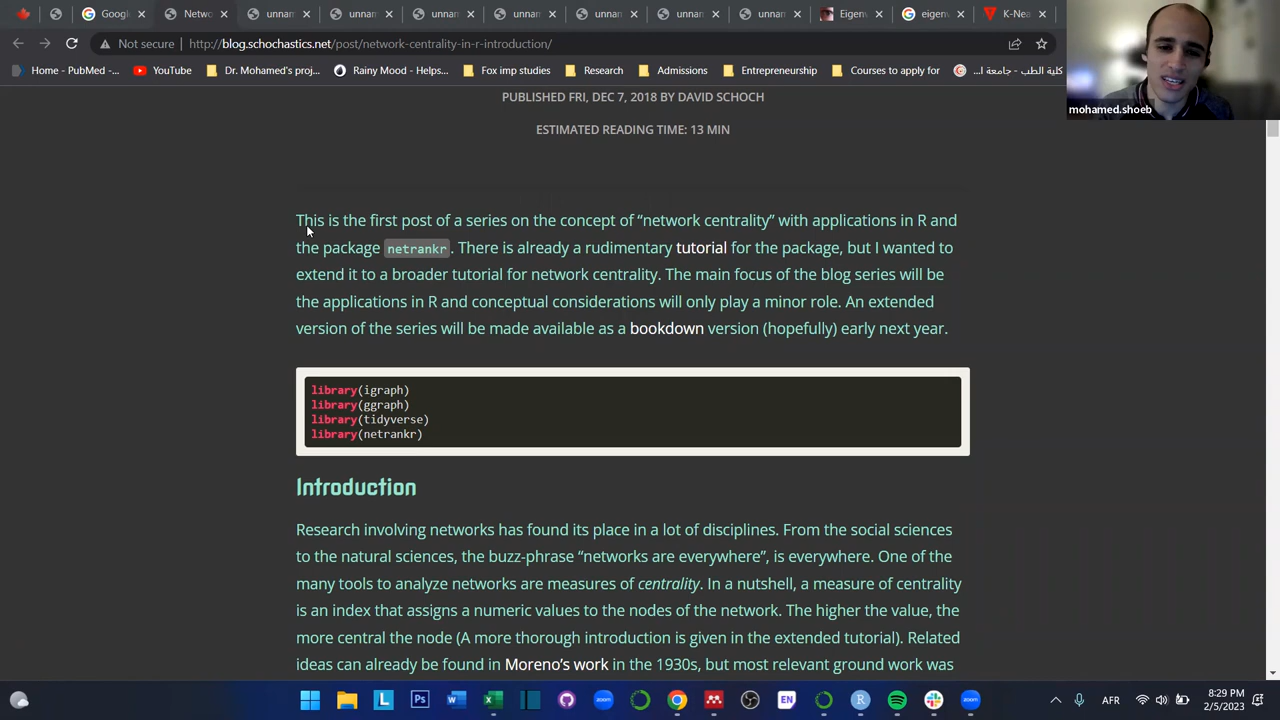 Google
Netwo
unnan
unnan
unnan
unnan
unnan
unnan
unnan
Eigenv
eigenv
K-Nea
Not secure
http://blog.schochastics.net/post/network-centrality-in-r-introduction/
Home - PubMed -...
YouTube
Dr. Mohamed's proj...
Rainy Mood - Helps...
Fox imp studies
Research
Admissions
Entrepreneurship
Courses to apply for
كلية الطب - جامعة ا...
mohamed.shoeb
PUBLISHED FRI, DEC 7, 2018 BY DAVID SCHOCH
ESTIMATED READING TIME: 13 MIN
This is the first post of a series on the concept of “network centrality” with applications in R and
the package netrankr. There is already a rudimentary tutorial for the package, but I wanted to
extend it to a broader tutorial for network centrality. The main focus of the blog series will be
the applications in R and conceptual considerations will only play a minor role. An extended
version of the series will be made available as a bookdown version (hopefully) early next year.
library(igraph)
library(ggraph)
library(tidyverse)
library(netrankr)
Introduction
Research involving networks has found its place in a lot of disciplines. From the social sciences
to the natural sciences, the buzz-phrase “networks are everywhere”, is everywhere. One of the
many tools to analyze networks are measures of centrality. In a nutshell, a measure of centrality
is an index that assigns a numeric values to the nodes of the network. The higher the value, the
more central the node (A more thorough introduction is given in the extended tutorial). Related
ideas can already be found in Moreno’s work in the 1930s, but most relevant ground work was
L
Ps
W
zoom
EN
R
zoom
AFR
8:29 PM
2/5/2023